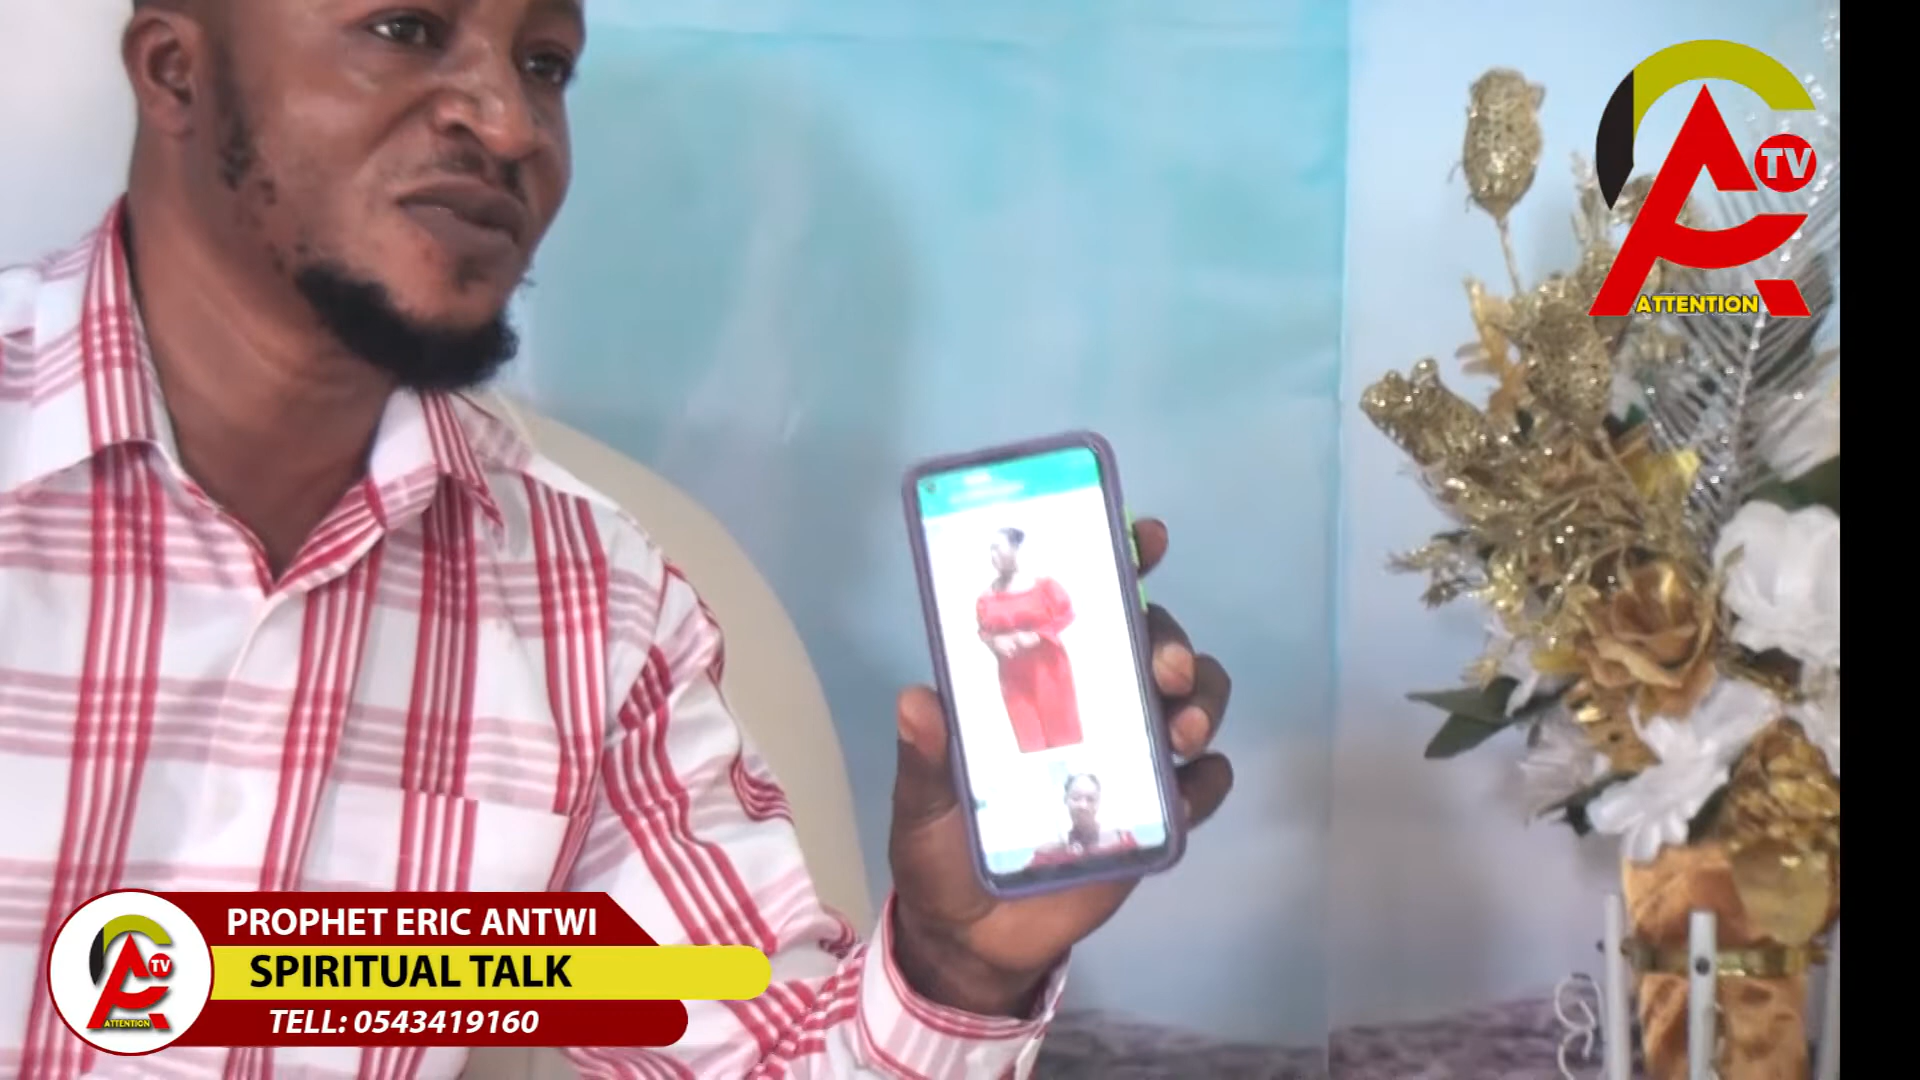 TV
ATTENTION
PROPHET ERIC ANTWI
SPIRITUAL TALK
TELL: 0543419160
TV
ATTENTION